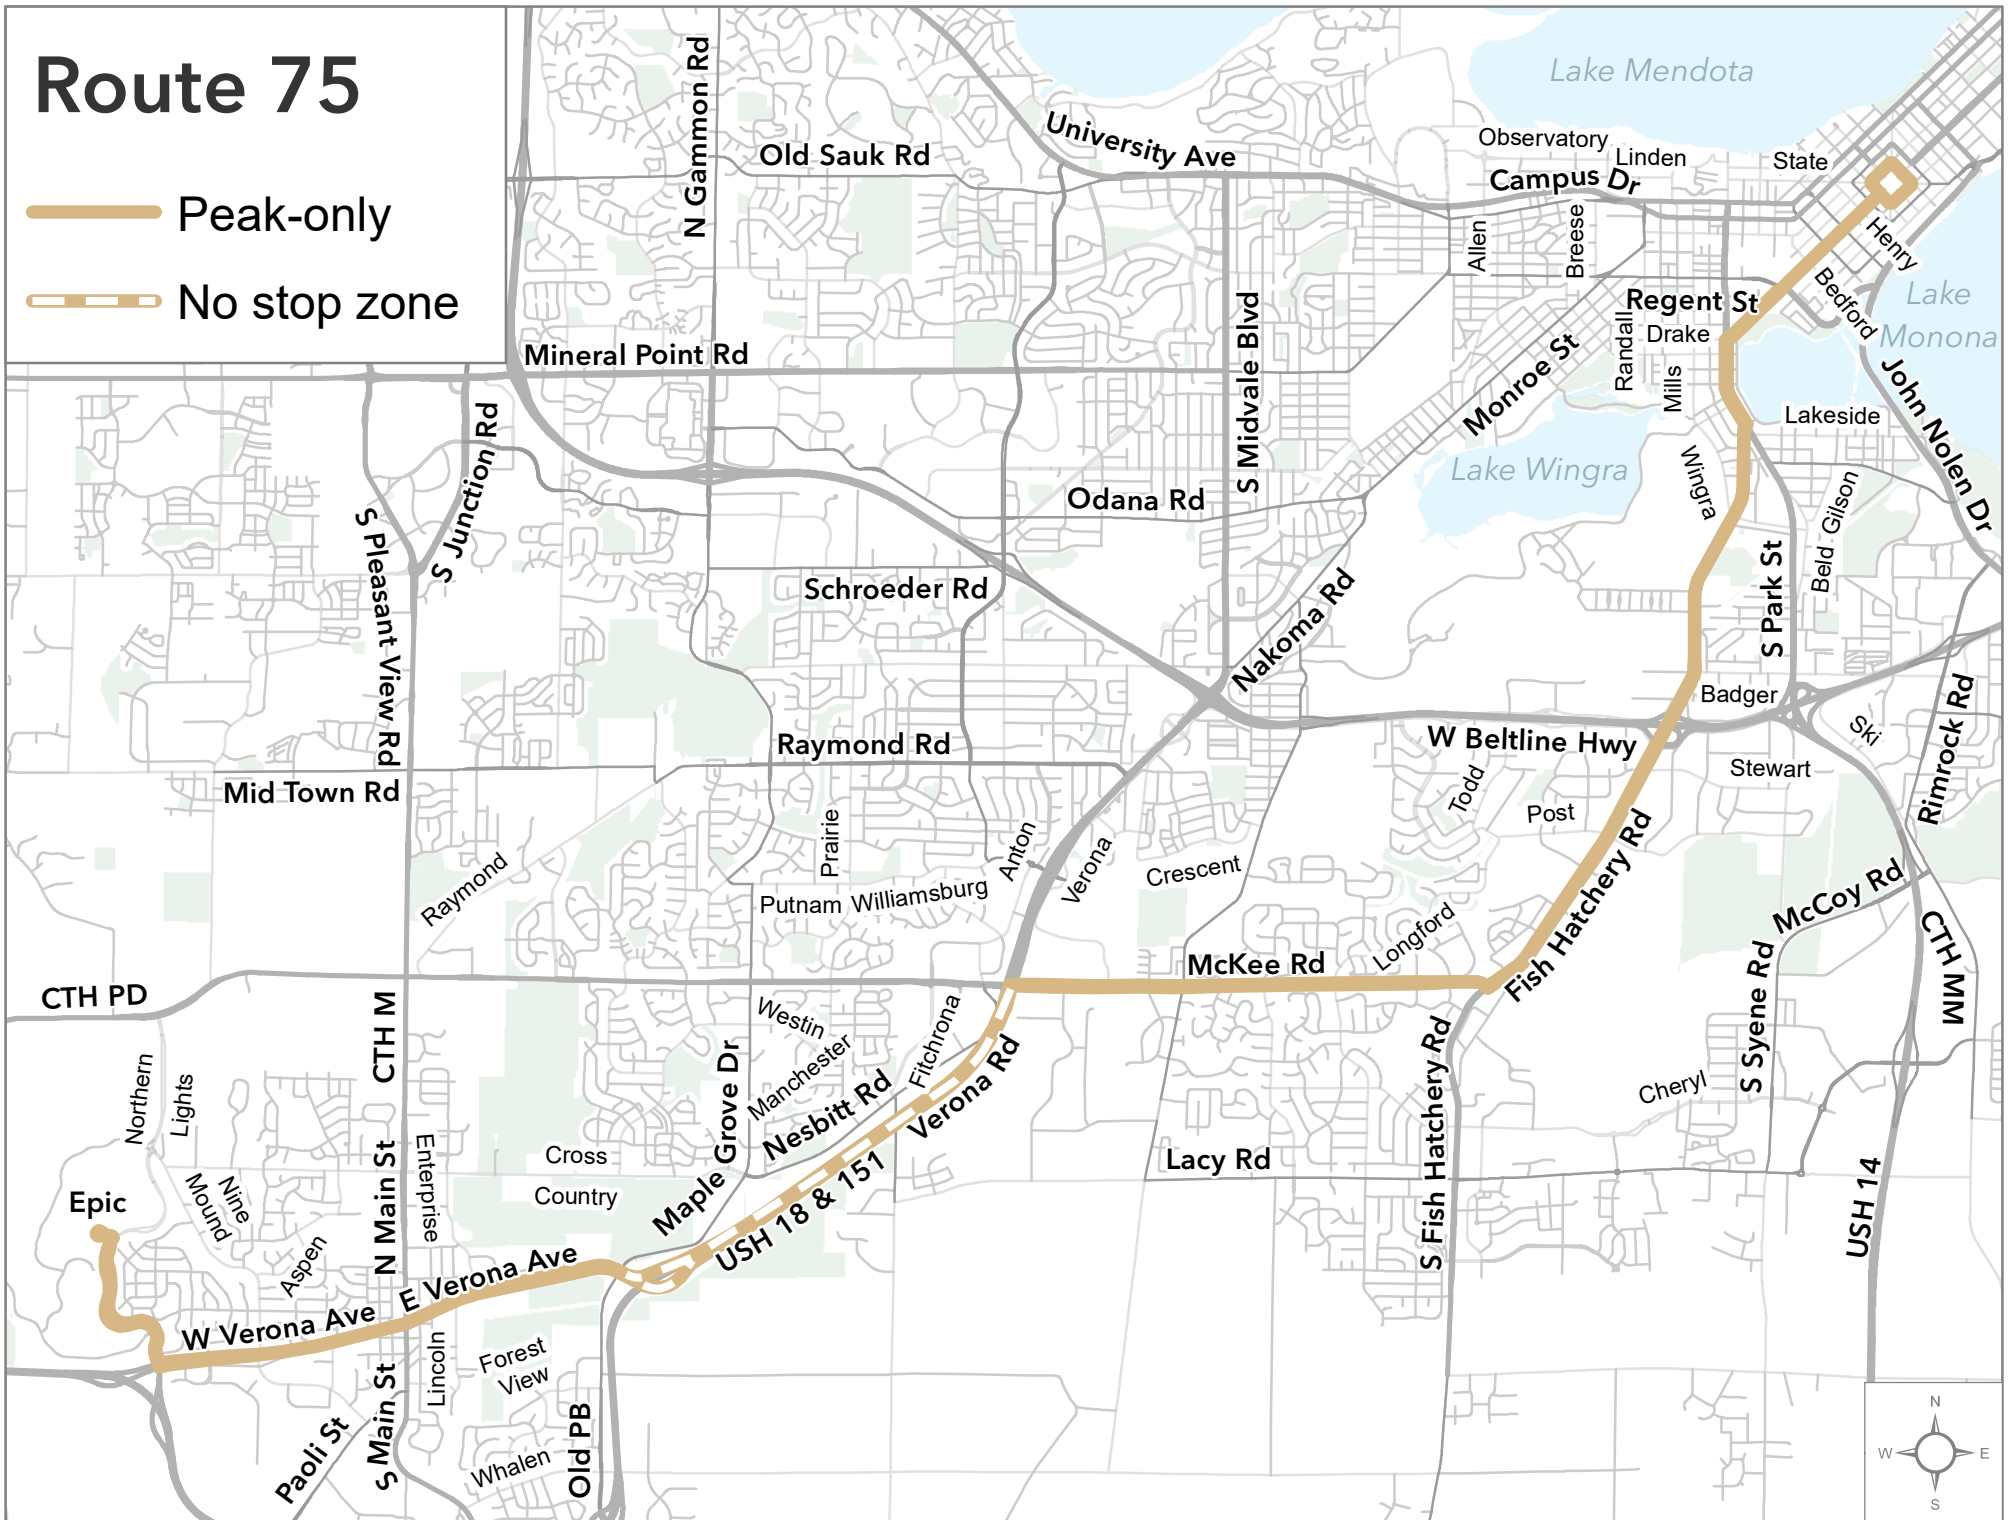 Route 75
Peak-only
No stop zone
N Gammon Rd
Old Sauk Rd
University Ave
Lake Mendota
Observatory
Linden
State
Campus Dr
Allen
Breese
Henry
Bedford
Lake
Monona
Regent St
Randall
Drake
Mills
Mineral Point Rd
S Midvale Blvd
Monroe St
John Nolen Dr
Lakeside
S Junction Rd
Lake Wingra
Wingra
Gilson
Beld
Odana Rd
S Pleasant View Rd
Schroeder Rd
Nakoma Rd
S Park St
Badger
Ski
Rimrock Rd
Raymond Rd
W Beltline Hwy
Stewart
Mid Town Rd
Todd
Post
Prairie
Anton
Verona
Crescent
Raymond
Putnam
Williamsburg
Fish Hatchery Rd
McCoy Rd
Longford
McKee Rd
CTH PD
CTH M
CTH MM
S Syene Rd
Westin
Manchester
Fitchrona
Verona Rd
Northern
Lights
Maple Grove Dr
Nesbitt Rd
S Fish Hatchery Rd
Cheryl
N Main St
Enterprise
Cross
Country
Lacy Rd
USH 18 & 151
USH 14
Epic
Nine
Mound
Aspen
W Verona Ave
E Verona Ave
Lincoln
Forest
View
S Main St
Paoli St
Whalen
Old PB
N
W
E
S